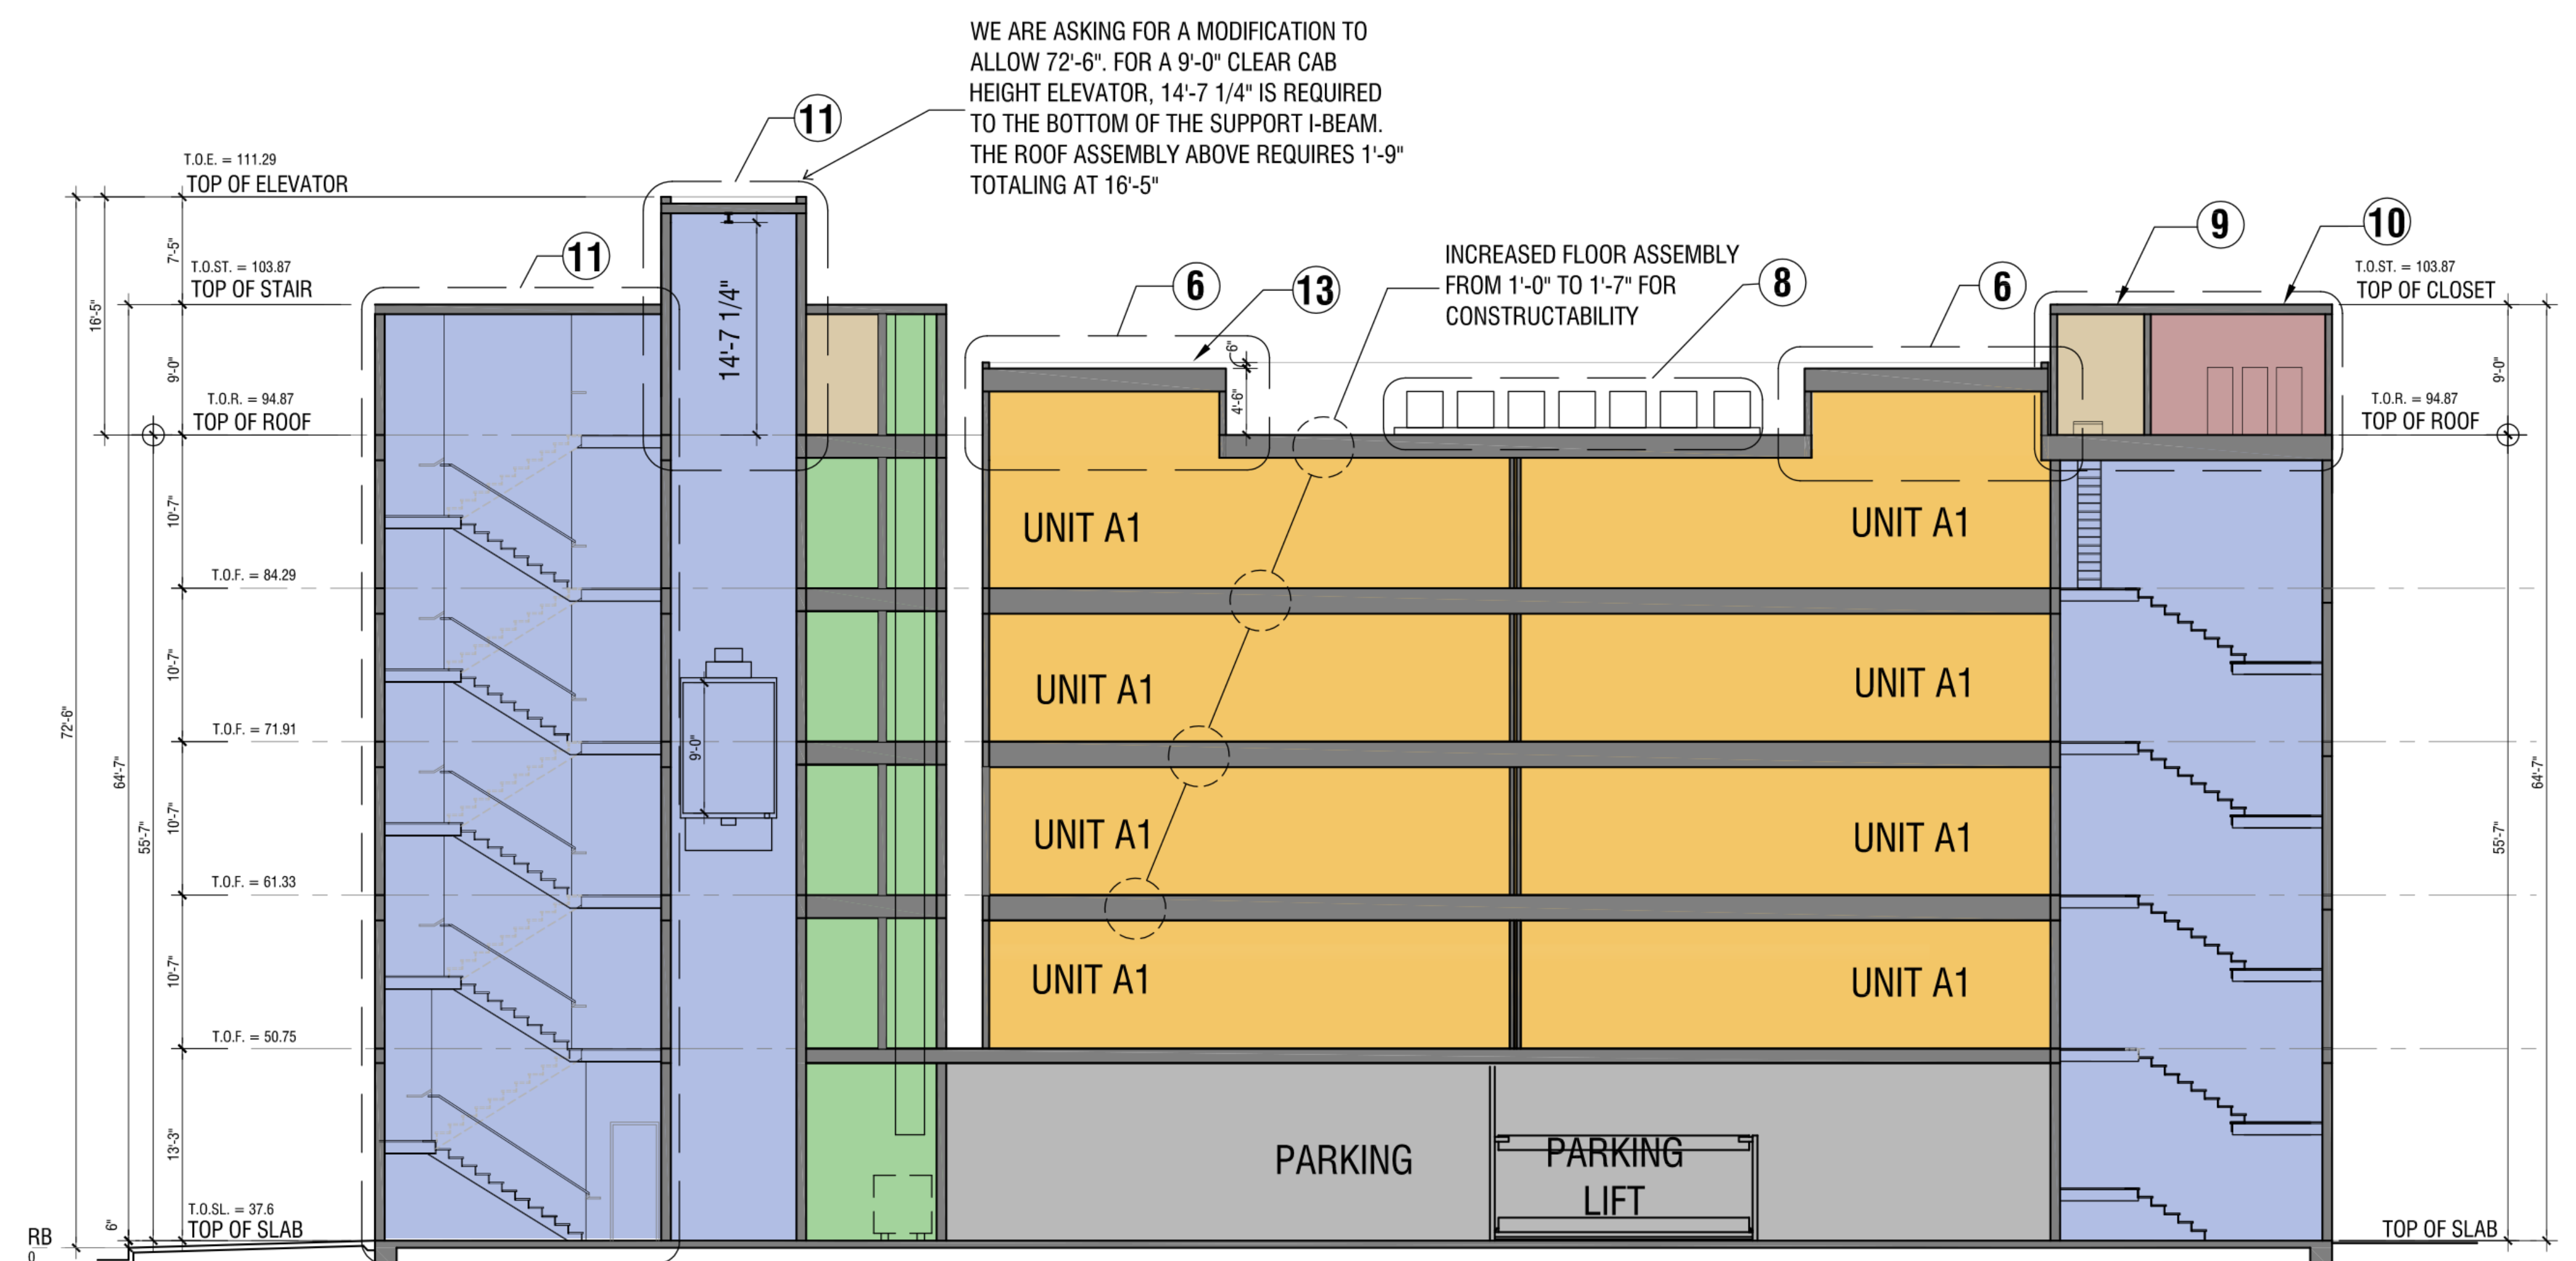 WE ARE ASKING FOR A MODIFICATION TO
ALLOW 72'-6". FOR A 9'-0" CLEAR CAB
HEIGHT ELEVATOR, 14'-7 1/4" IS REQUIRED
TO THE BOTTOM OF THE SUPPORT I-BEAM.
THE ROOF ASSEMBLY ABOVE REQUIRES 1'-9"
TOTALING AT 16'-5"
11
T.O.E. = 111.29
TOP OF ELEVATOR
9
10
11
INCREASED FLOOR ASSEMBLY
FROM 1'-0" TO 1'-7" FOR
CONSTRUCTABILITY
6
13
8
6
7'-5"
T.O.ST. = 103.87
TOP OF STAIR
T.O.ST. = 103.87
TOP OF CLOSET
16'-5"
14'-7 1/4"
6"
4'-6"
9'-0"
9'-0"
T.O.R. = 94.87
TOP OF ROOF
T.O.R. = 94.87
TOP OF ROOF
10'-7"
UNIT A1
UNIT A1
T.O.F. = 84.29
10'-7"
UNIT A1
UNIT A1
72'-6"
9'-0"
T.O.F. = 71.91
64'-7"
64'-7"
55'-7"
10'-7"
UNIT A1
UNIT A1
55'-7"
T.O.F. = 61.33
10'-7"
UNIT A1
UNIT A1
T.O.F. = 50.75
13'-3"
PARKING
PARKING
LIFT
T.O.SL. = 37.6
TOP OF SLAB
6"
TOP OF SLAB
RB
0